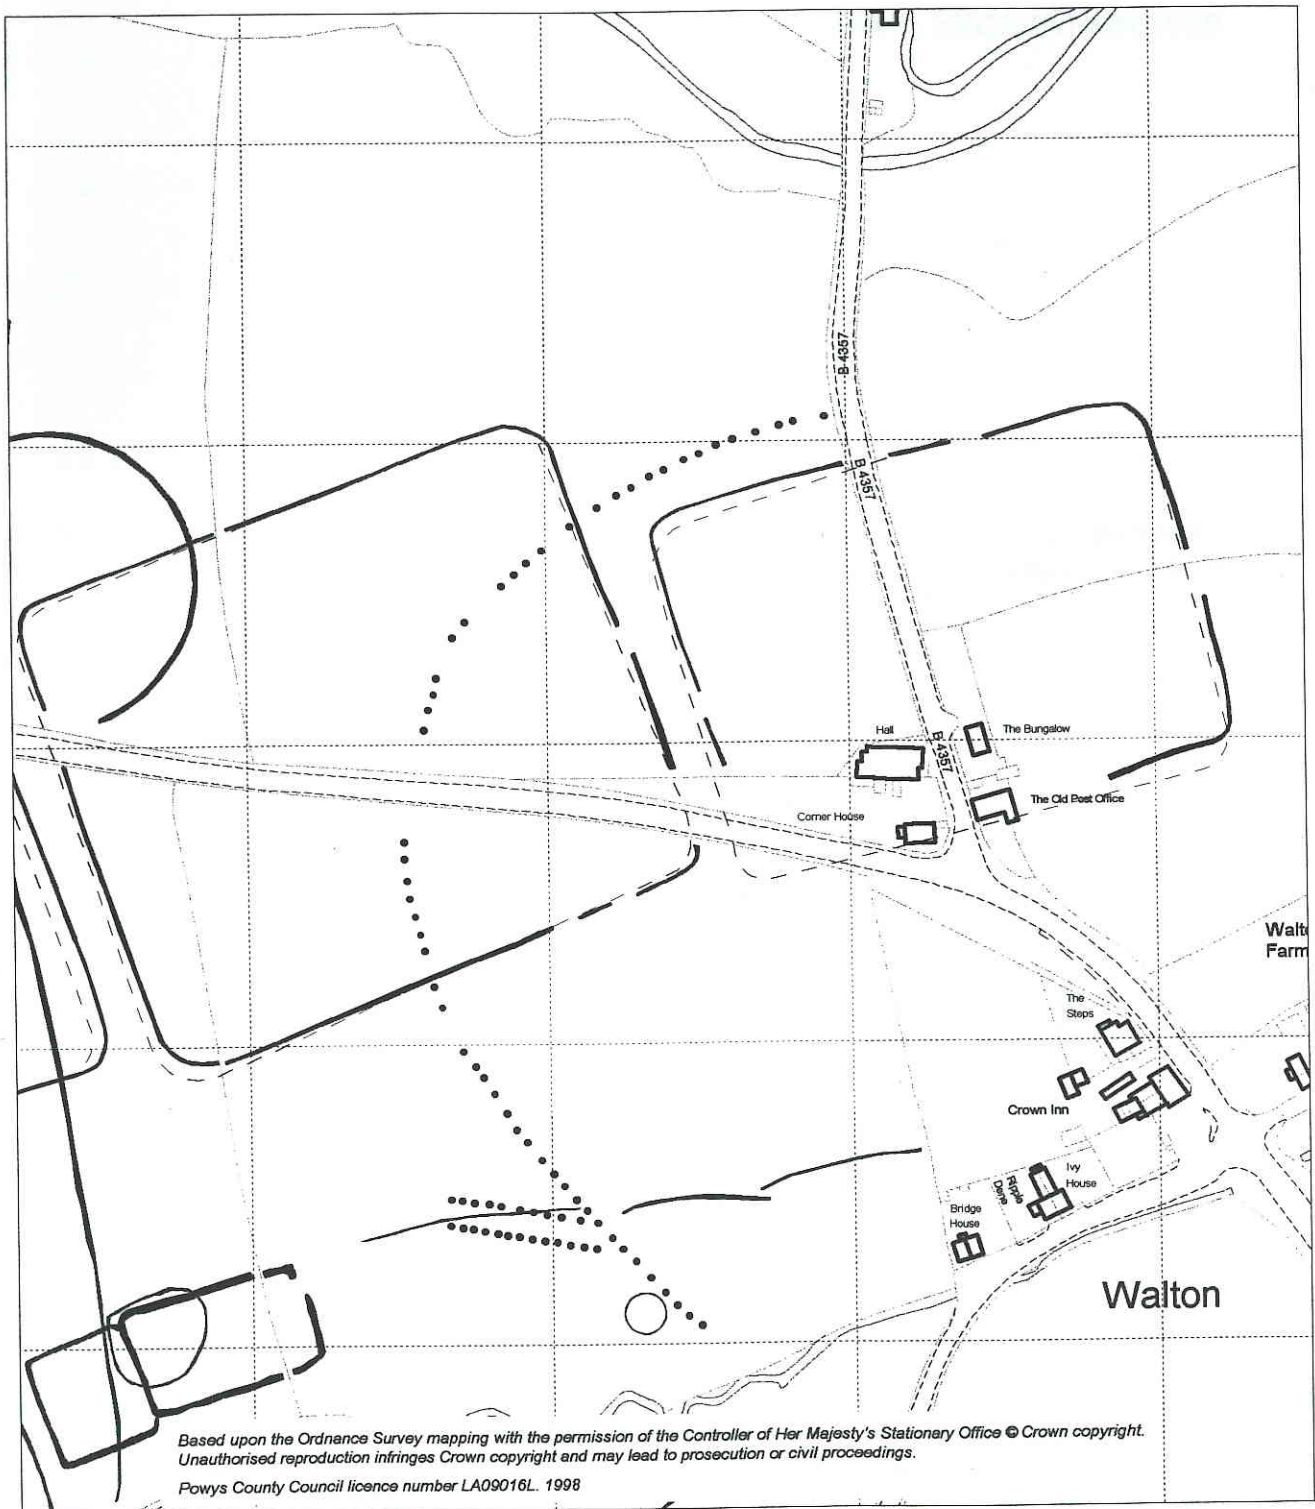 B 4357
B 4357
Hall
The Bungalow
B 4357
The Old Post Office
Corner House
Walt
Farm
The
Steps
Crown Inn
Ivy
House
Ripple
Dene
Bridge
House
Walton
Based upon the Ordnance Survey mapping with the permission of the Controller of Her Majesty's Stationary Office © Crown copyright.
Unauthorised reproduction infringes Crown copyright and may lead to prosecution or civil proceedings.
Powys County Council licence number LA09016L. 1998